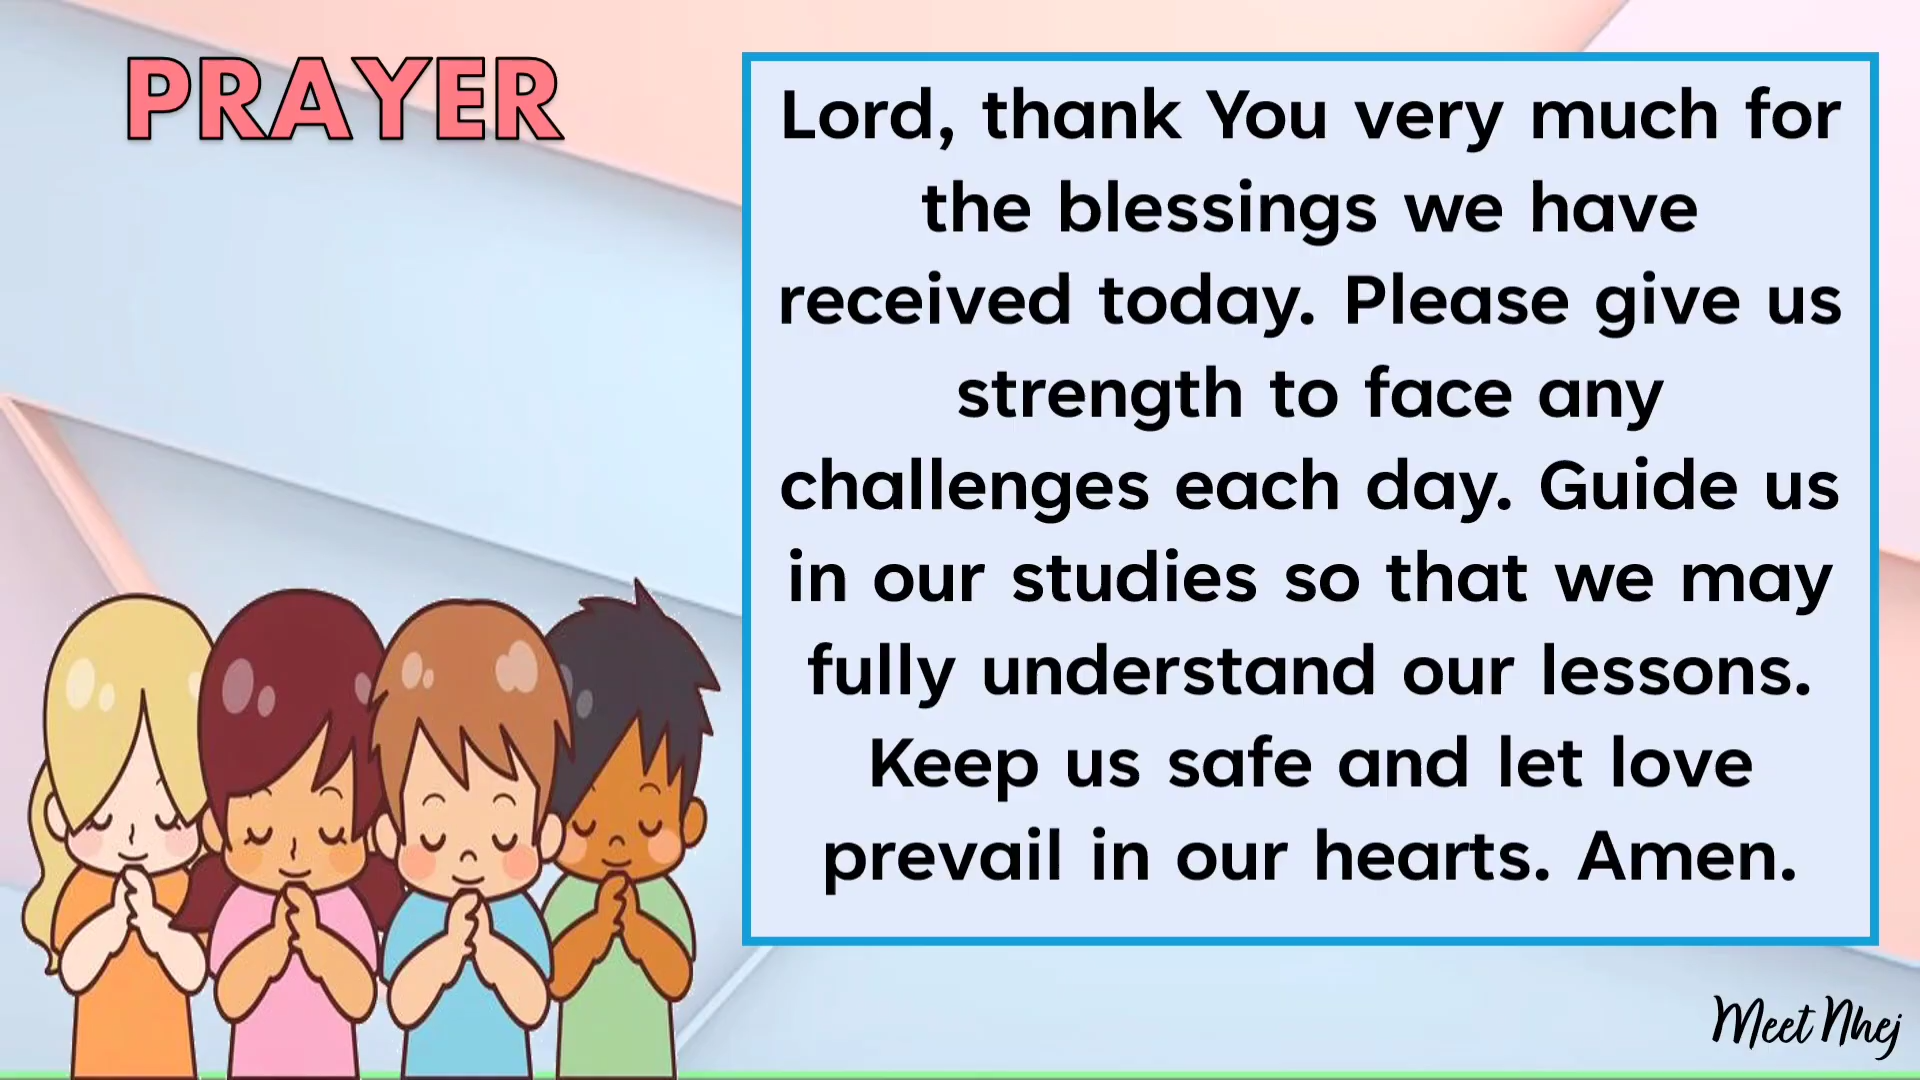 PRAYER
Lord, thank You very much for
the blessings we have
received today. Please give us
strength to face any
challenges each day. Guide us
in our studies so that we may
fully understand our lessons.
Keep us safe and let love
prevail in our hearts. Amen.
Meet Nhej